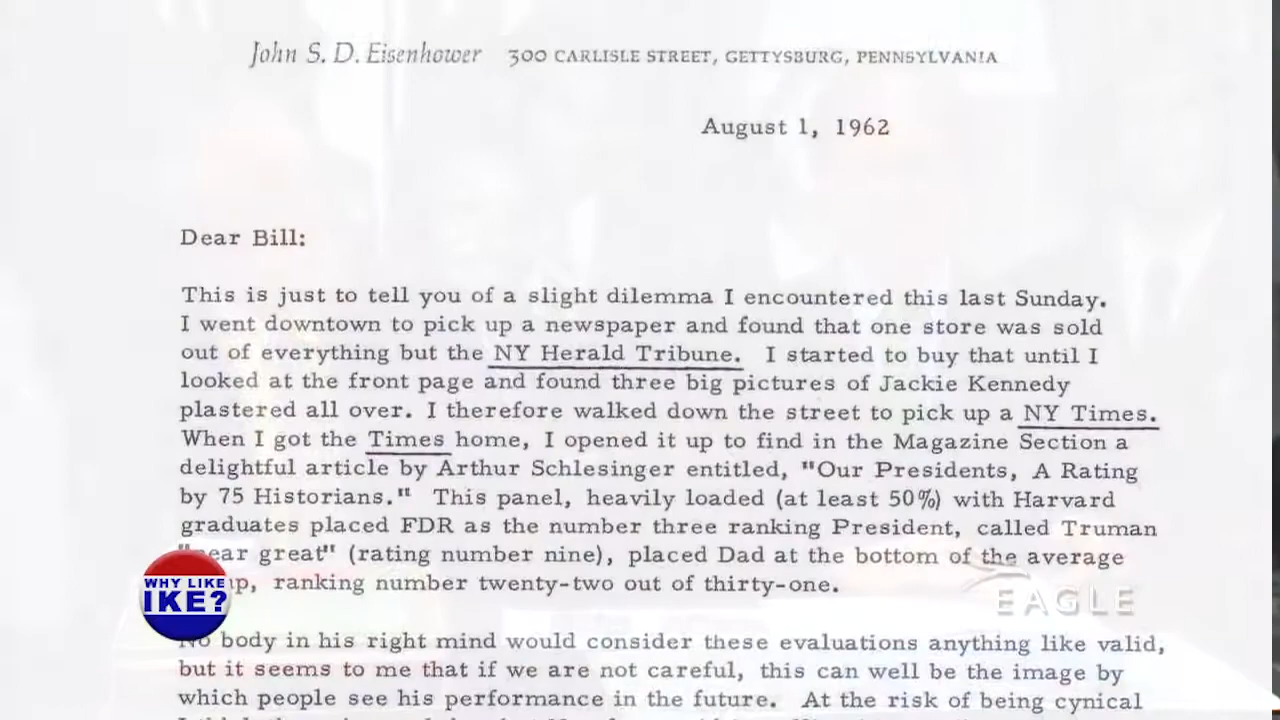 John S. D. Eisenhower 300 CARLISLE STREET, GETTYSBURG, PENNSYLVANIA
August 1, 1962
Dear Bill:
This is just to tell you of a slight dilemma I encountered this last Sunday.
I went downtown to pick up a newspaper and found that one store was sold
out of everything but the NY Herald Tribune. I started to buy that until I
looked at the front page and found three big pictures of Jackie Kennedy
plastered all over. I therefore walked down the street to pick up a NY Times.
When I got the Times home, I opened it up to find in the Magazine Section a
delightful article by Arthur Schlesinger entitled, "Our Presidents, A Rating
by 75 Historians." This panel, heavily loaded (at least 50%) with Harvard
graduates placed FDR as the number three ranking President, called Truman
"near great" (rating number nine), placed Dad at the bottom of the average
up, ranking number twenty-two out of thirty-one.
WHY LIKE
IKE?
EAGLE
No body in his right mind would consider these evaluations anything like valid,
but it seems to me that if we are not careful, this can well be the image by
which people see his performance in the future. At the risk of being cynical